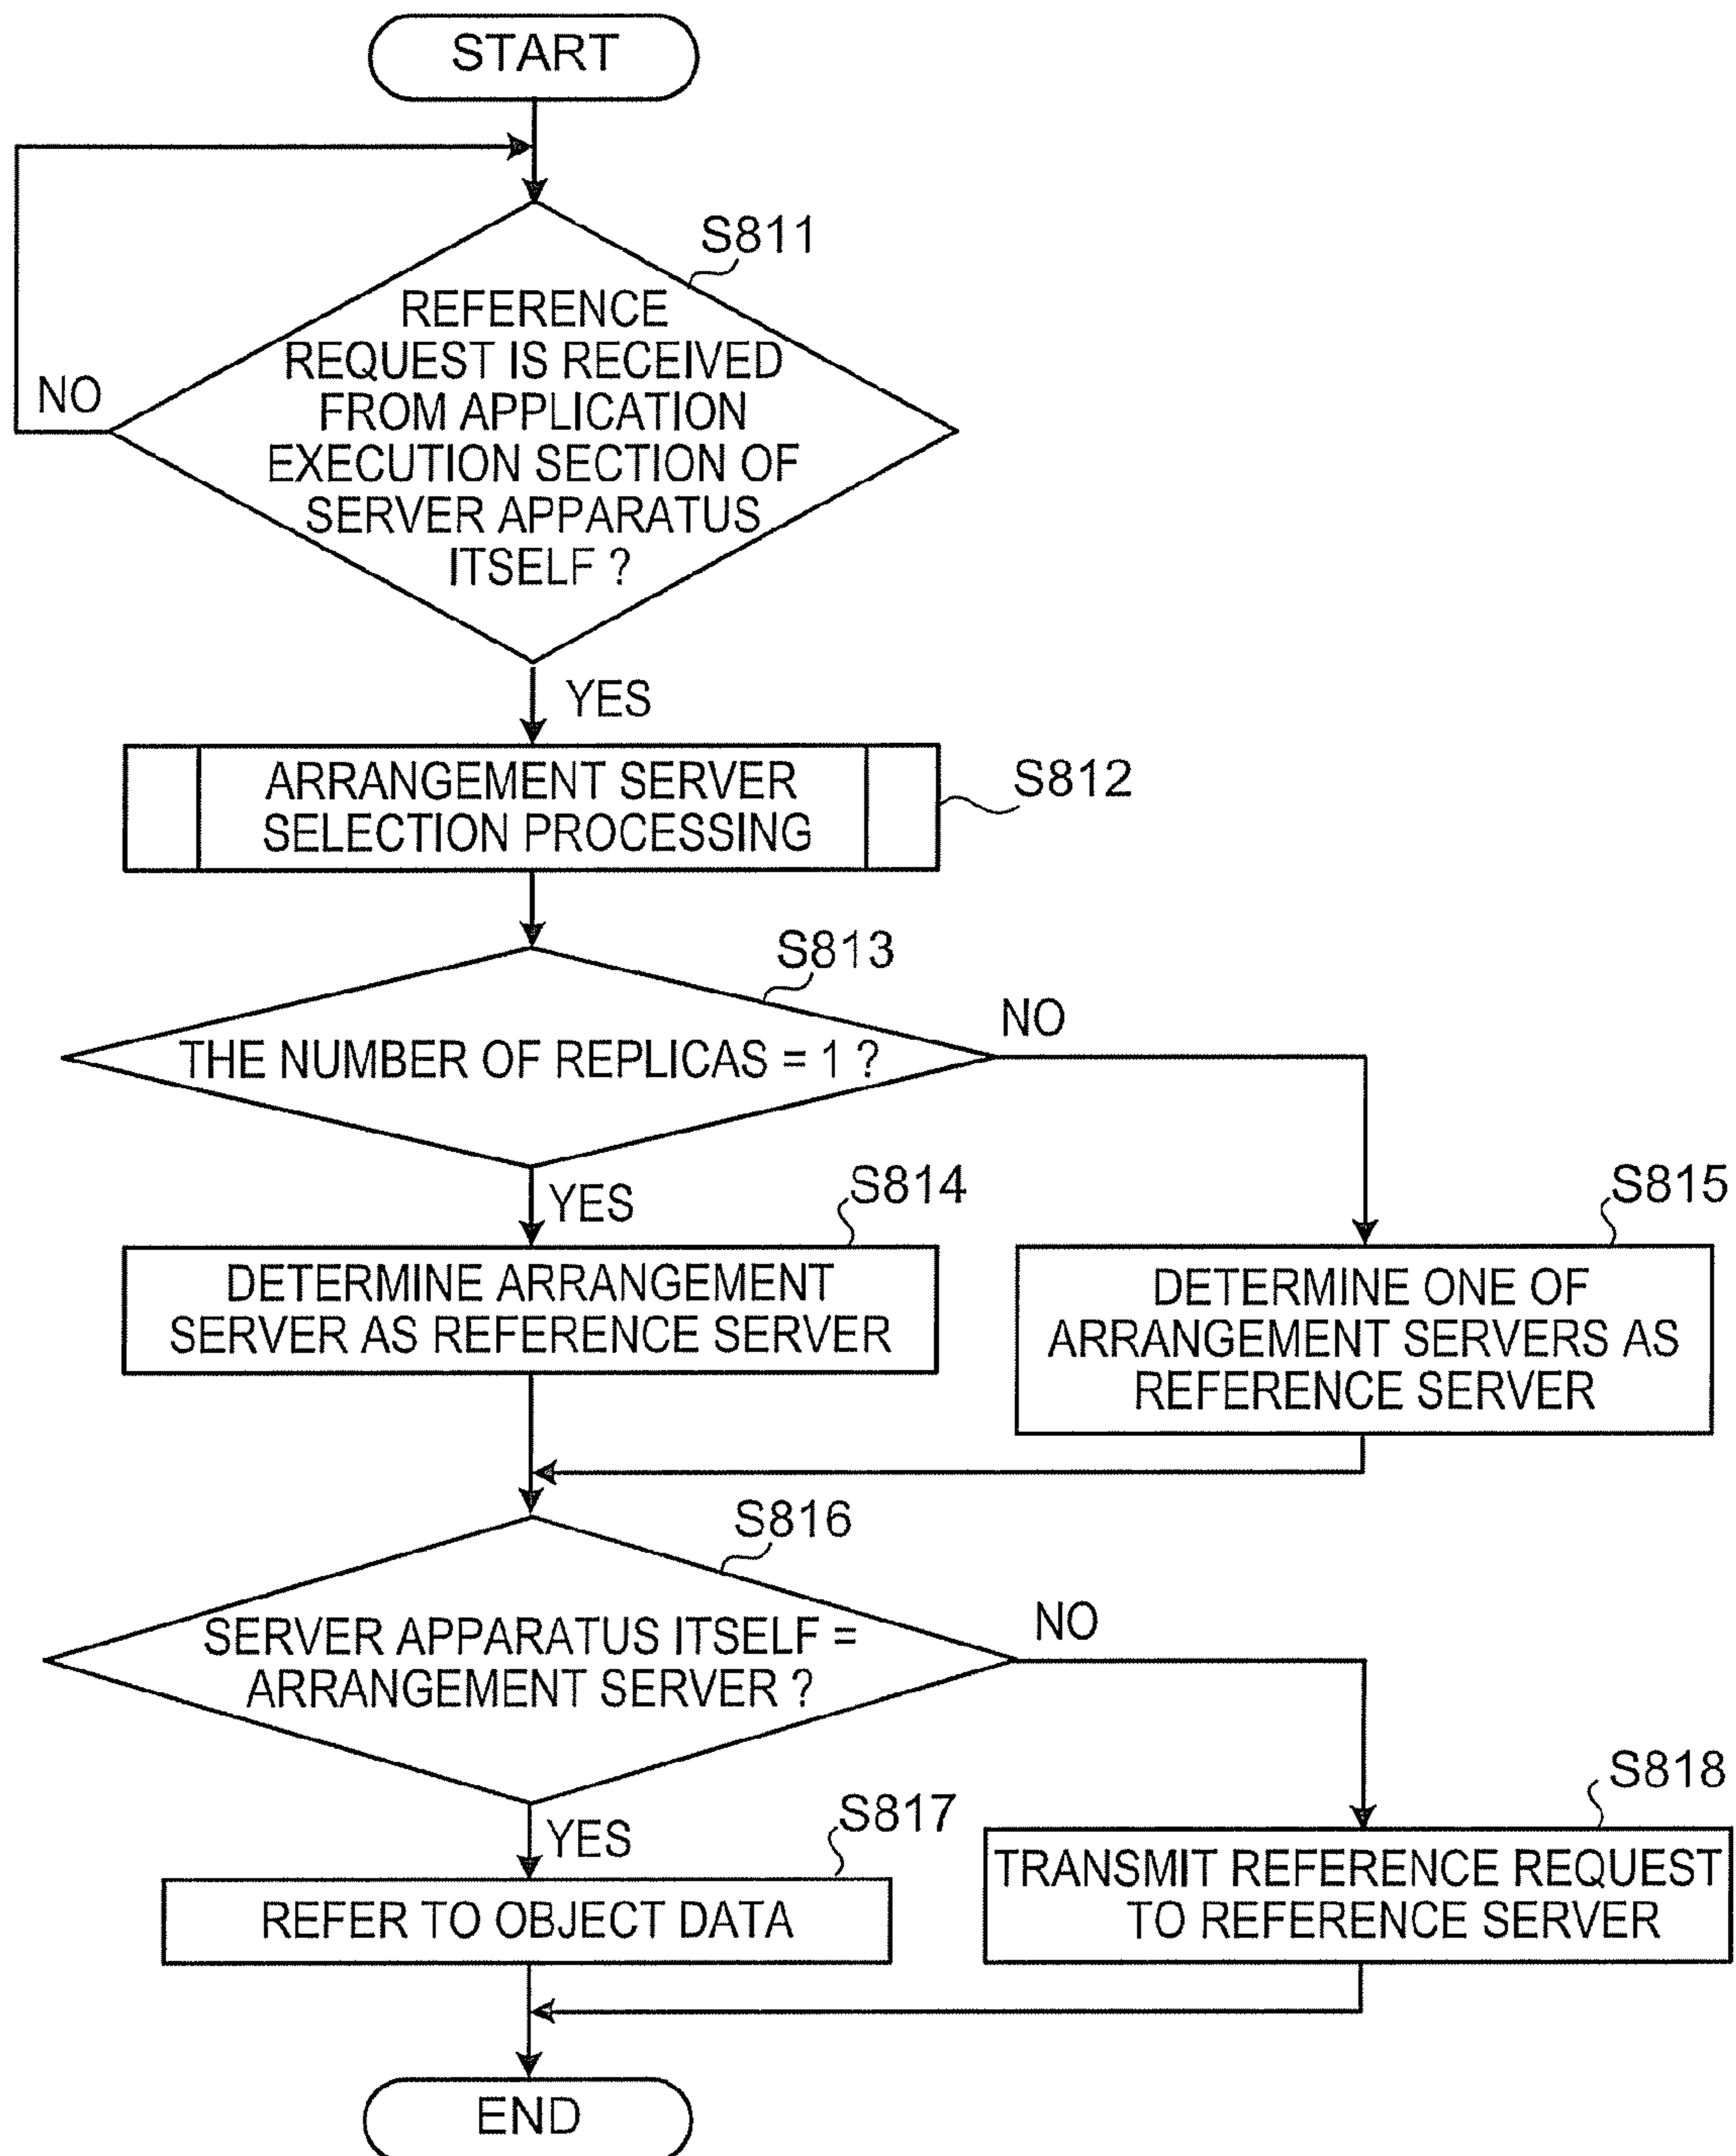 START
S811
REFERENCE
REQUEST IS RECEIVED
FROM APPLICATION
EXECUTION SECTION OF
SERVER APPARATUS
ITSELF ?
NO
YES
ARRANGEMENT SERVER
SELECTION PROCESSING
S812
S813
THE NUMBER OF REPLICAS = 1 ?
NO
YES
S814
DETERMINE ARRANGEMENT
SERVER AS REFERENCE SERVER
S815
DETERMINE ONE OF
ARRANGEMENT SERVERS AS
REFERENCE SERVER
S816
SERVER APPARATUS ITSELF =
ARRANGEMENT SERVER ?
NO
YES
S817
REFER TO OBJECT DATA
S818
TRANSMIT REFERENCE REQUEST
TO REFERENCE SERVER
END